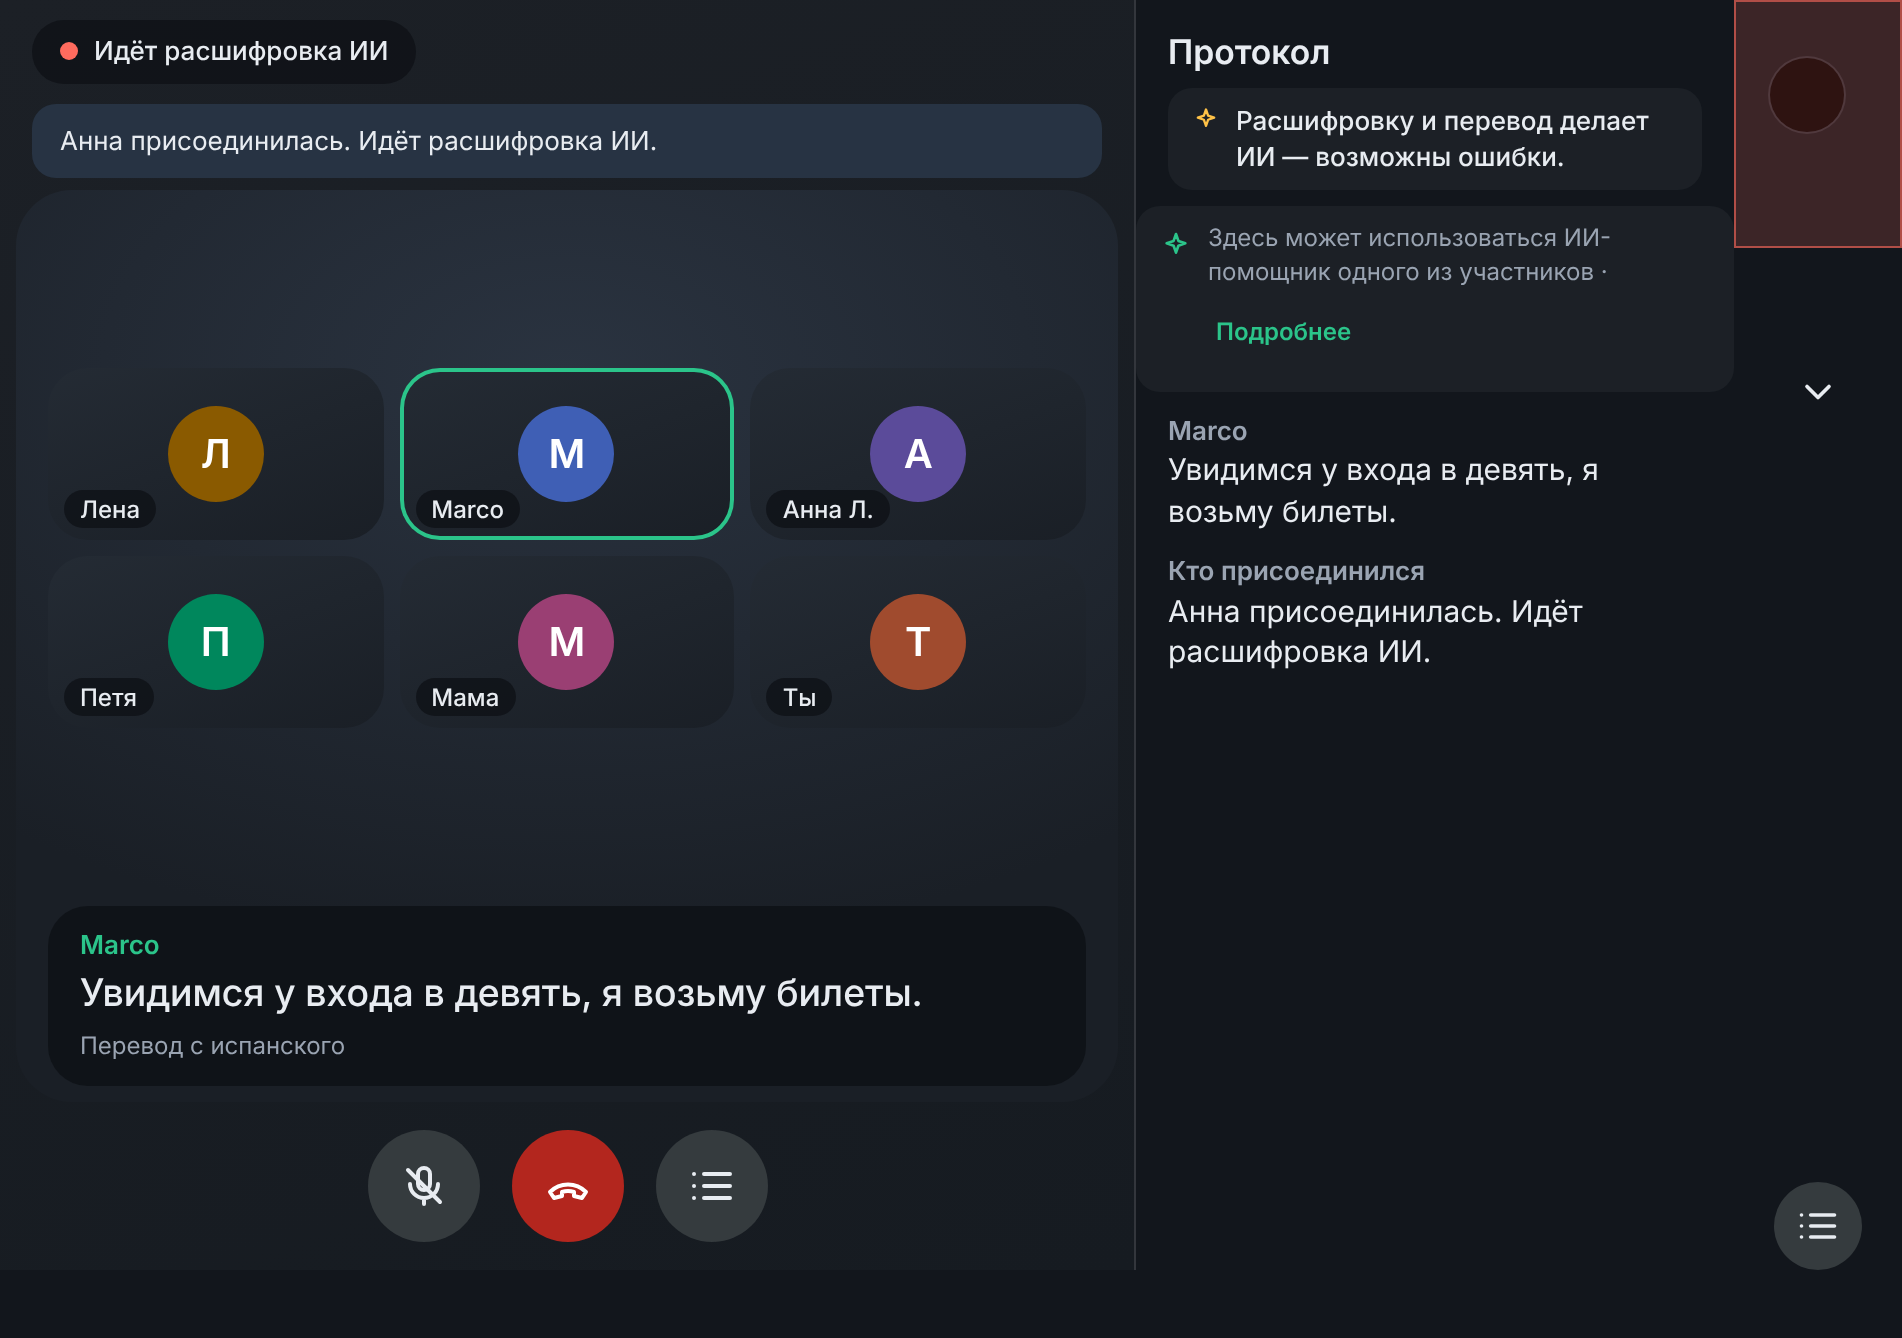 Идёт расшифровка ИИ
Анна присоединилась. Идёт расшифровка ИИ.
Л
Лена
M
Marco
А
Анна Л.
П
Петя
М
Мама
Т
Ты
Marco
Увидимся у входа в девять, я возьму билеты.
Перевод с испанского
Протокол
Расшифровку и перевод делает
ИИ — возможны ошибки.
Здесь может использоваться ИИ-
помощник одного из участников ·
Подробнее
Marco
Увидимся у входа в девять, я
возьму билеты.
Кто присоединился
Анна присоединилась. Идёт
расшифровка ИИ.